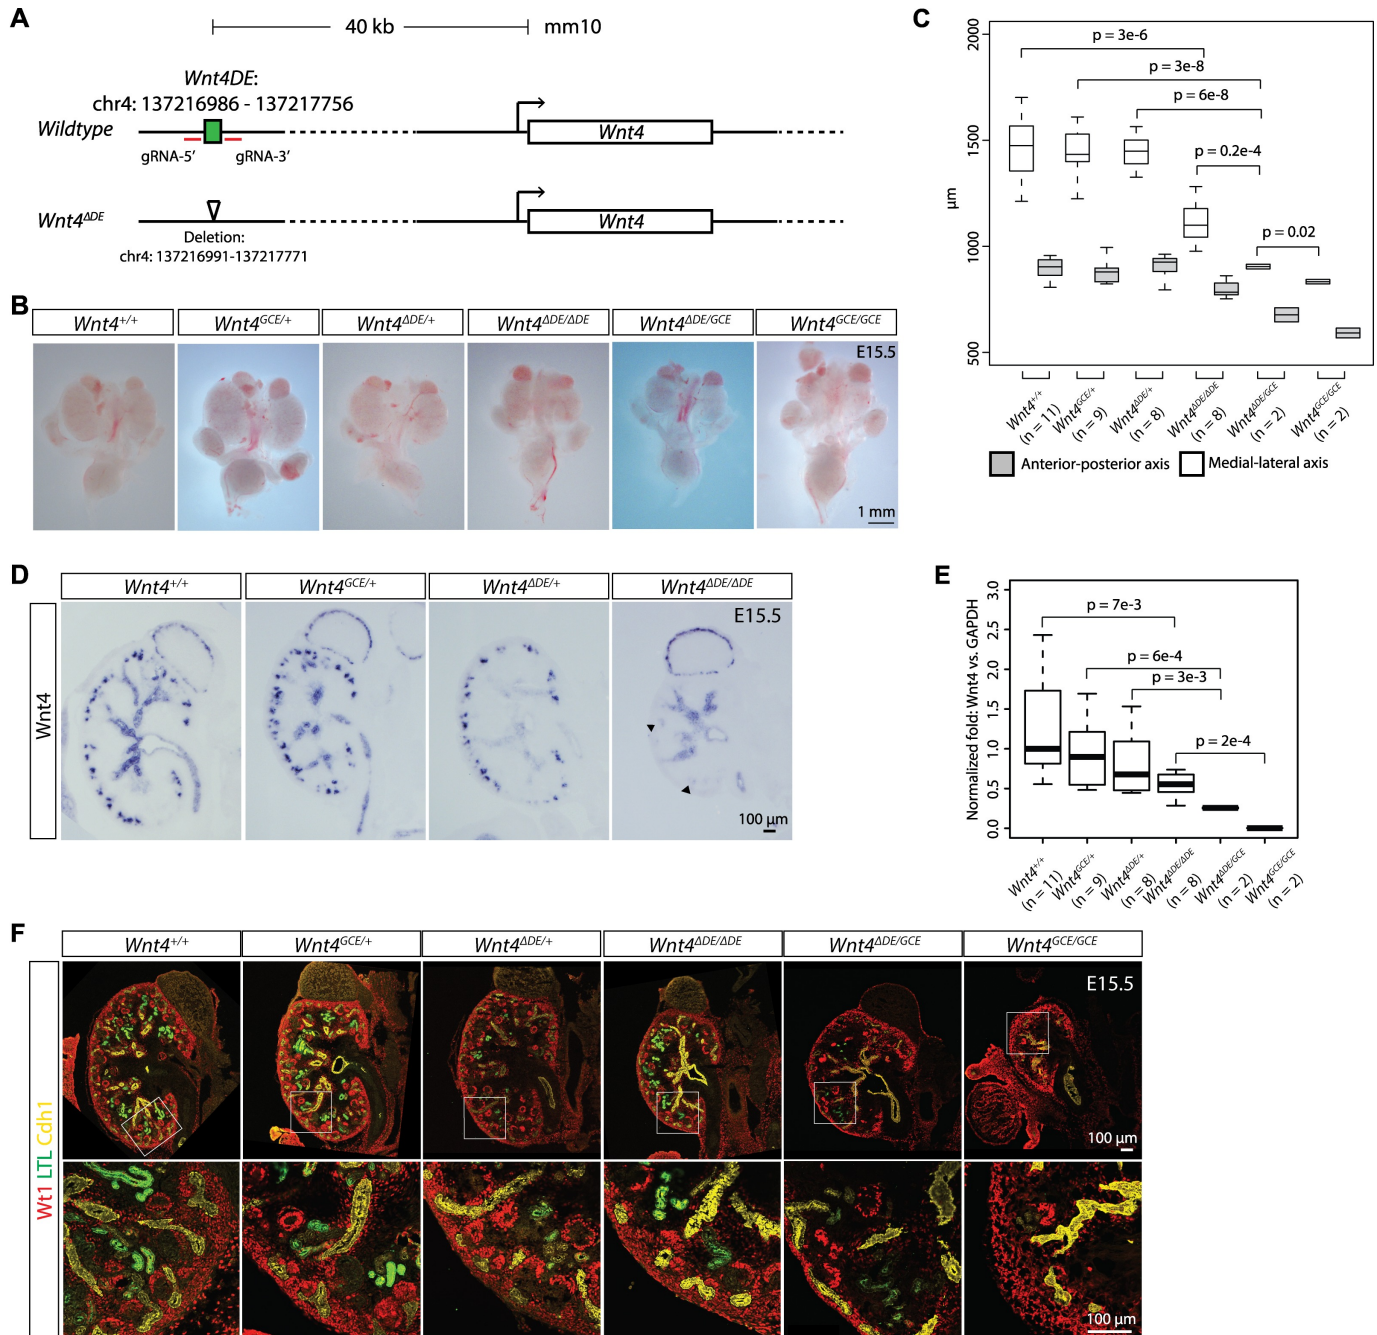 A
40 kb
mm10
Wnt4DE:
chr4: 137216986 - 137217756
Wildtype
Wnt4
gRNA-5’
gRNA-3’
Wnt4ΔDE
Wnt4
Deletion:
chr4: 137216991-137217771
B
Wnt4+/+
Wnt4GCE/+
Wnt4ΔDE/+
Wnt4ΔDE/ΔDE
Wnt4ΔDE/GCE
Wnt4GCE/GCE
E15.5
1 mm
C
2000
1500
1000
500
µm
p = 3e-6
p = 3e-8
p = 6e-8
p = 0.2e-4
p = 0.02
Wnt4+/+
(n = 11)
Wnt4GCE/+
(n = 9)
Wnt4ΔDE/+
(n = 8)
Wnt4ΔDE/ΔDE
(n = 8)
Wnt4ΔDE/GCE
(n = 2)
Wnt4GCE/GCE
(n = 2)
Anterior-posterior axis
Medial-lateral axis
D
Wnt4+/+
Wnt4GCE/+
Wnt4ΔDE/+
Wnt4ΔDE/ΔDE
Wnt4
E15.5
100 µm
E
Normalized fold: Wnt4 vs. GAPDH
3.0
2.5
2.0
1.5
1.0
0.5
0.0
p = 7e-3
p = 6e-4
p = 3e-3
p = 2e-4
Wnt4+/+
(n = 11)
Wnt4GCE/+
(n = 9)
Wnt4ΔDE/+
(n = 8)
Wnt4ΔDE/ΔDE
(n = 8)
Wnt4ΔDE/GCE
(n = 2)
Wnt4GCE/GCE
(n = 2)
F
Wnt4+/+
Wnt4GCE/+
Wnt4ΔDE/+
Wnt4ΔDE/ΔDE
Wnt4ΔDE/GCE
Wnt4GCE/GCE
Wt1 LTL Cdh1
E15.5
100 µm
100 µm